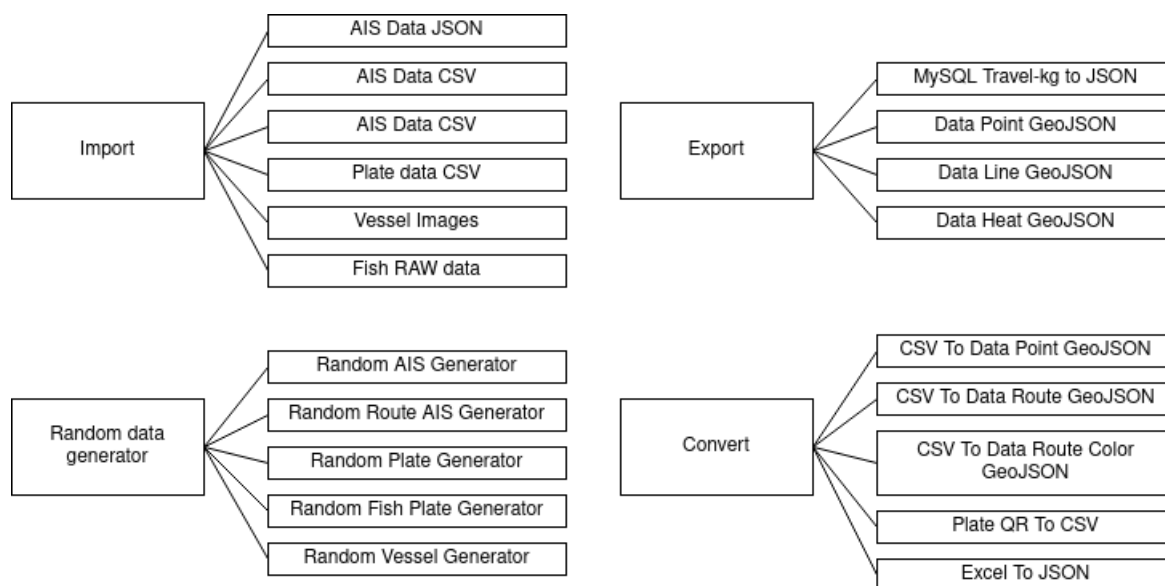 Import
AIS Data JSON
AIS Data CSV
AIS Data CSV
Plate data CSV
Vessel Images
Fish RAW data
Export
MySQL Travel-kg to JSON
Data Point GeoJSON
Data Line GeoJSON
Data Heat GeoJSON
Random data
generator
Random AIS Generator
Random Route AIS Generator
Random Plate Generator
Random Fish Plate Generator
Random Vessel Generator
Convert
CSV To Data Point GeoJSON
CSV To Data Route GeoJSON
CSV To Data Route Color
GeoJSON
Plate QR To CSV
Excel To JSON